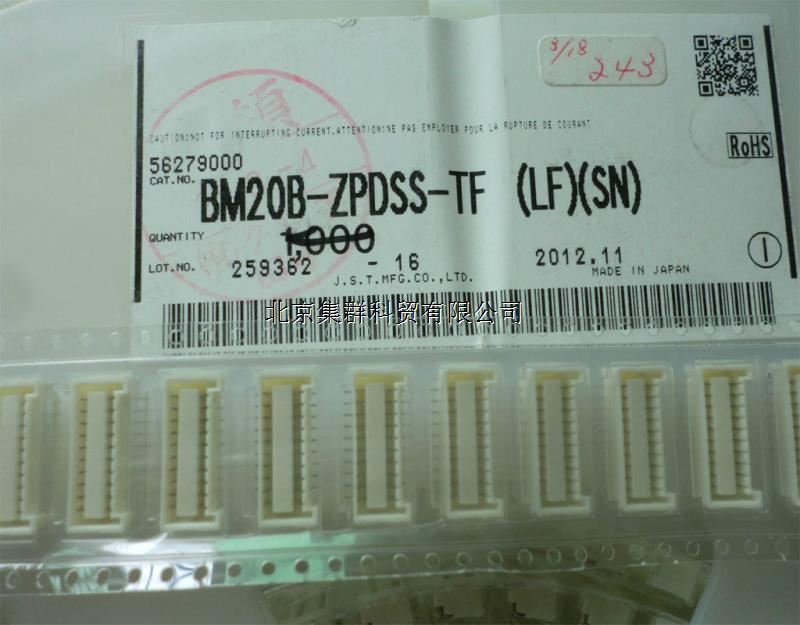 3/18
243
CAUTION:NOT FOR INTERRUPTING CURRENT.ATTENTION:NE PAS EMPLOYER POUR LA RUPTURE DE COURANT
RoHS
56279000
CAT.NO. BM20B-ZPDSS-TF (LF)(SN)
QUANTITY 1,000
LOT.NO. 259362 -16 2012.11
J.S.T.MFG.CO.,LTD. MADE IN JAPAN
北京集群科贸有限公司